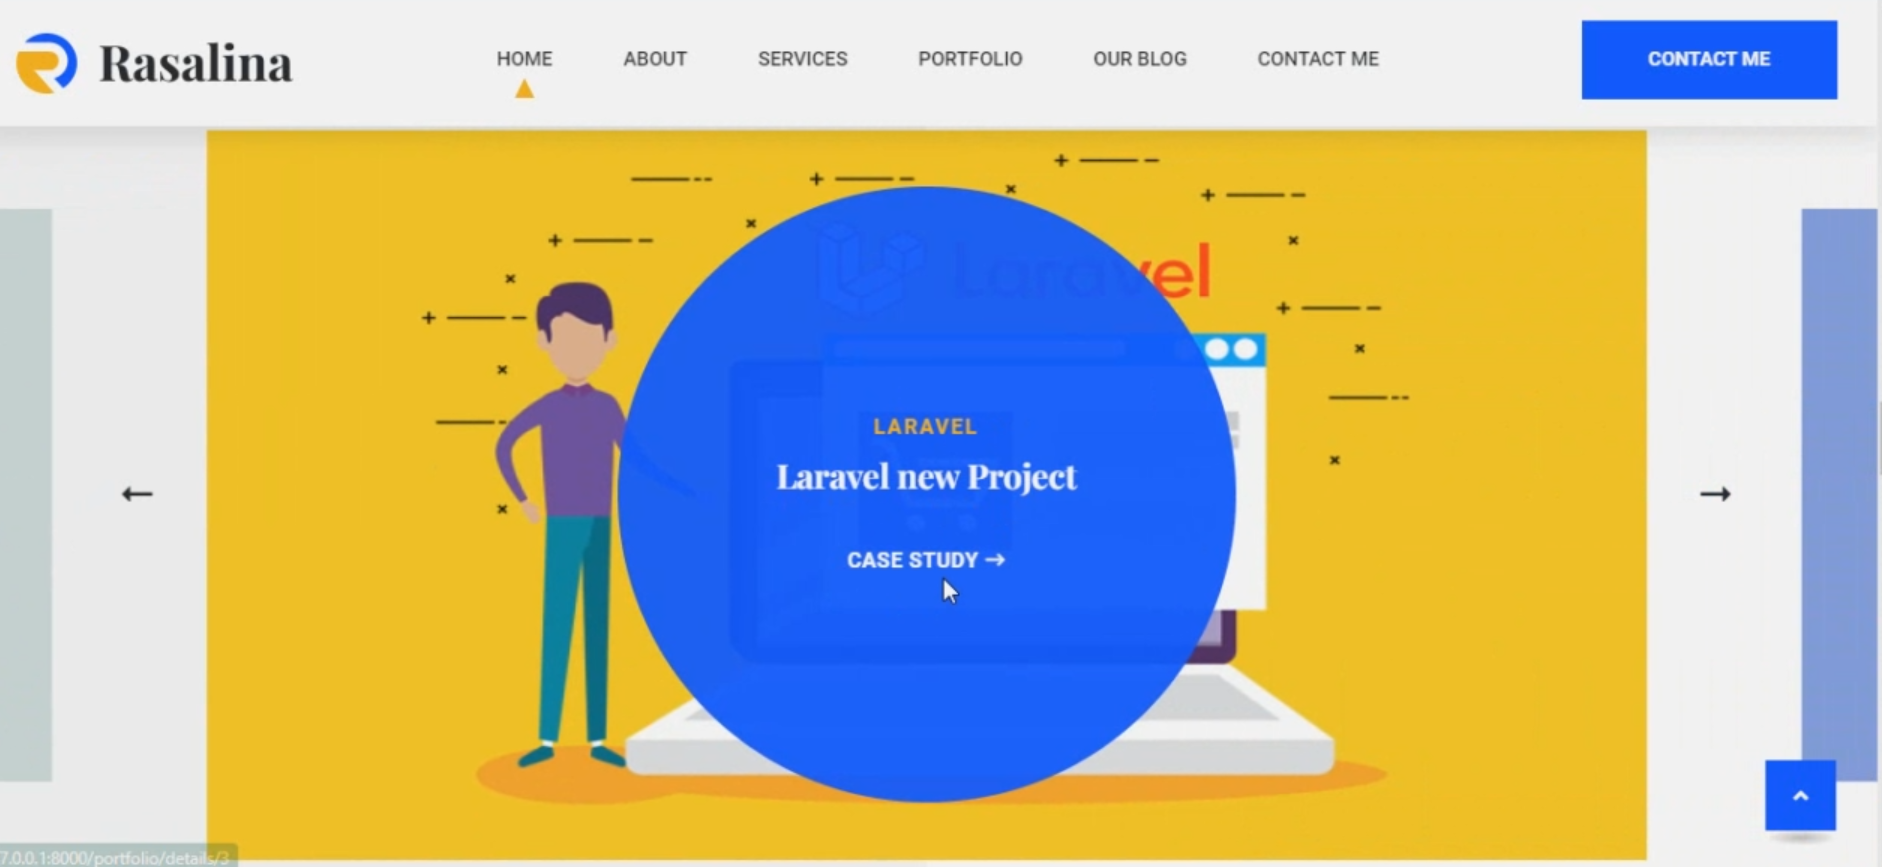 Rasalina
HOME ABOUT SERVICES PORTFOLIO OUR BLOG CONTACT ME
CONTACT ME
Laravel
LARAVEL
Laravel new Project
CASE STUDY →
7.0.0.1:8000/portfolio/details/3